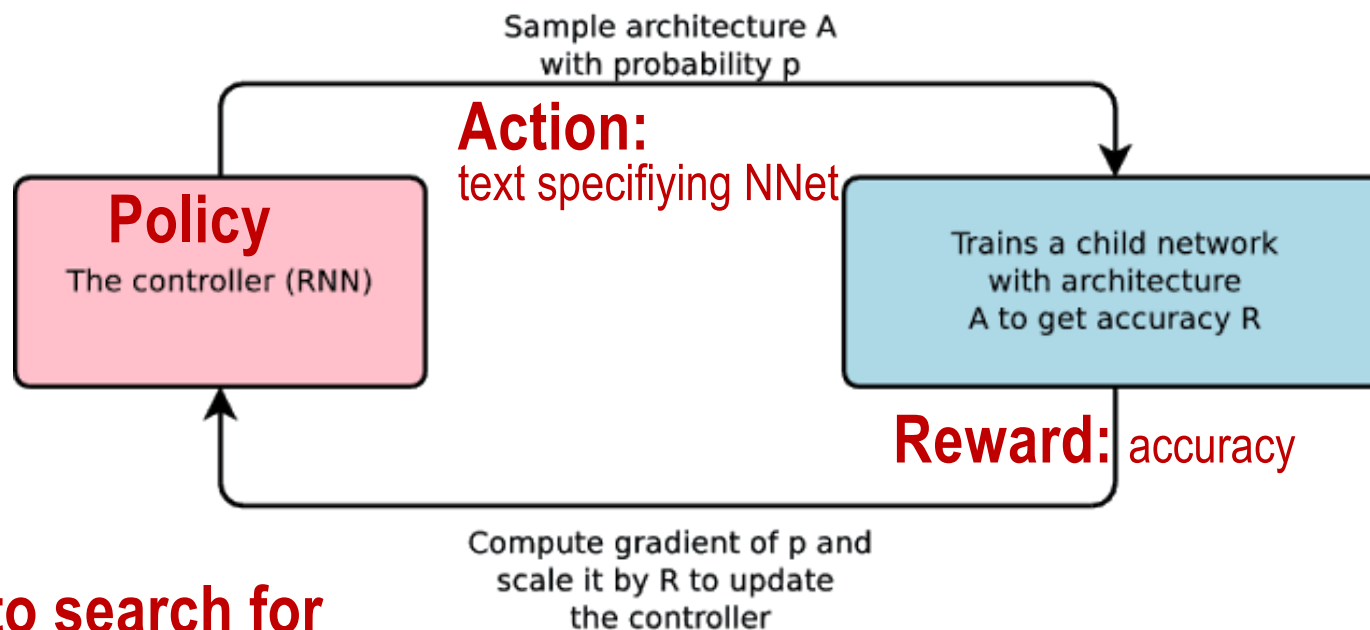 Sample architecture A
with probability p
Action:
text specifiying NNet
Policy
The controller (RNN)
Trains a child network
with architecture
A to get accuracy R
Reward: accuracy
Compute gradient of p and
scale it by R to update
the controller
to search for